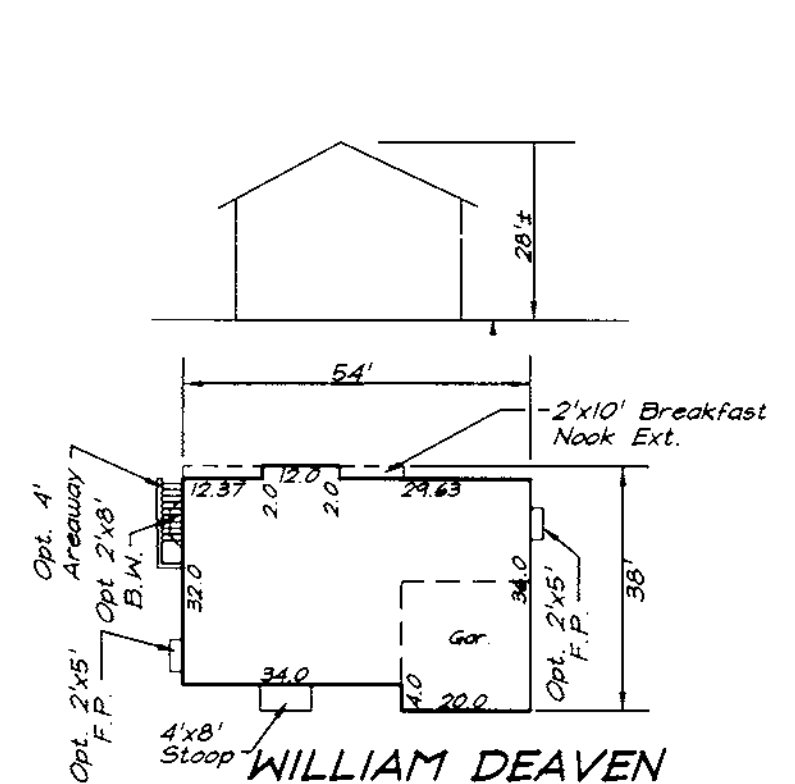 28'±
54'
2'x10' Breakfast
Nook Ext.
12.37
12.0
29.63
2.0
2.0
Opt. 4'
Areaway
Opt 2'x8'
B.W.
32.0
36.0
38'
Opt. 2'x5'
F.P.
Gar.
34.0
4.0
20.0
Opt. 2'x5'
F.P.
4'x8'
Stoop
WILLIAM DEAVEN